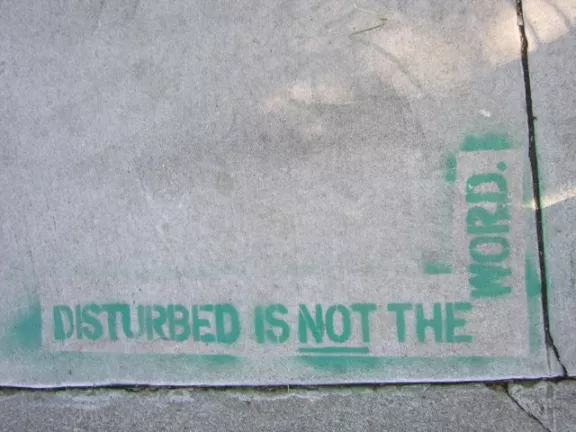 DISTURBED IS NOT THE
WORD.